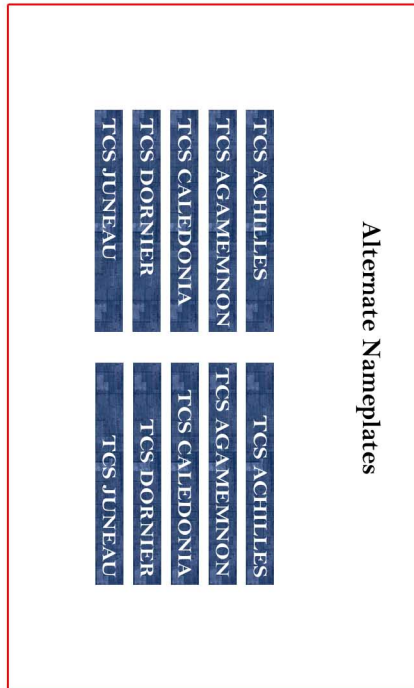 Alternate Nameplates
TCS ACHILLES
TCS ACHILLES
TCS AGAMEMNON
TCS AGAMEMNON
TCS CALEDONIA
TCS CALEDONIA
TCS DORNIER
TCS DORNIER
TCS JUNEAU
TCS JUNEAU